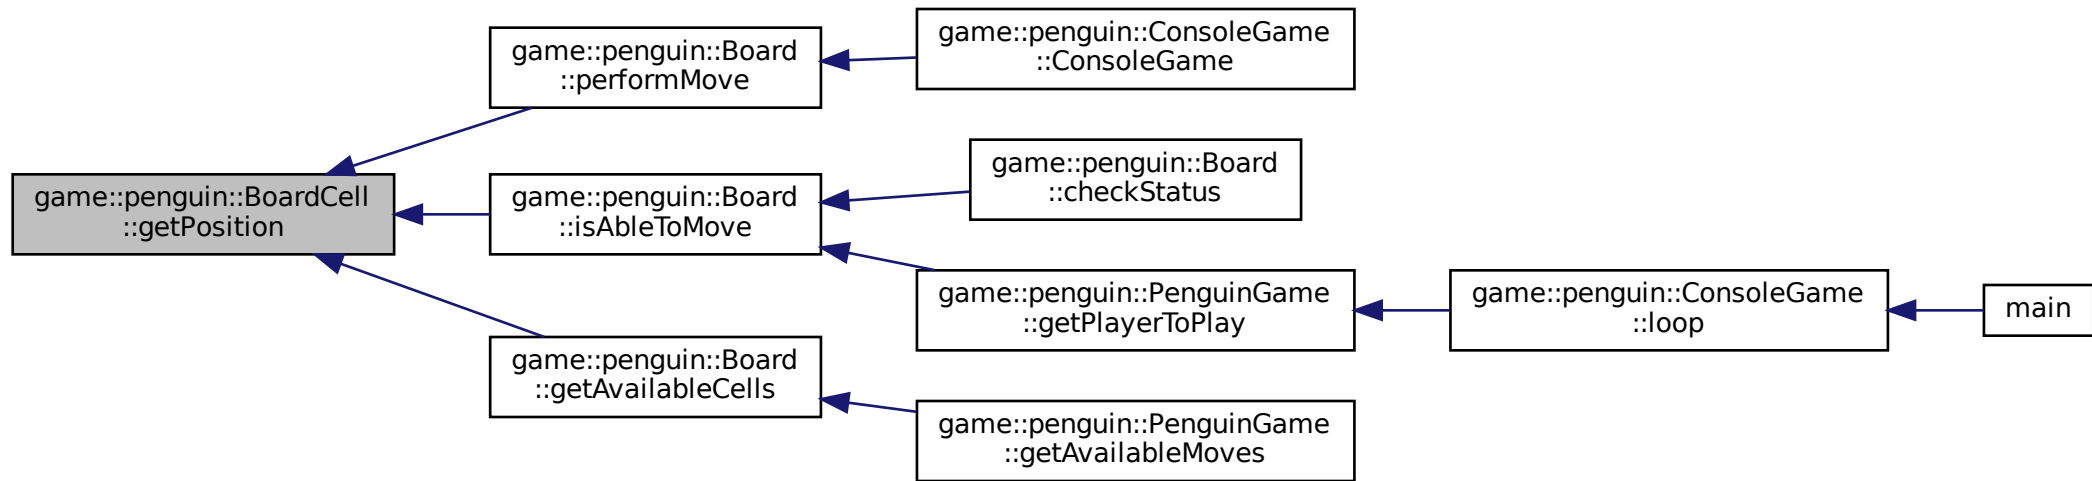 game::penguin::BoardCell
::getPosition
game::penguin::Board
::performMove
game::penguin::ConsoleGame
::ConsoleGame
game::penguin::Board
::isAbleToMove
game::penguin::Board
::checkStatus
game::penguin::PenguinGame
::getPlayerToPlay
game::penguin::ConsoleGame
::loop
main
game::penguin::Board
::getAvailableCells
game::penguin::PenguinGame
::getAvailableMoves